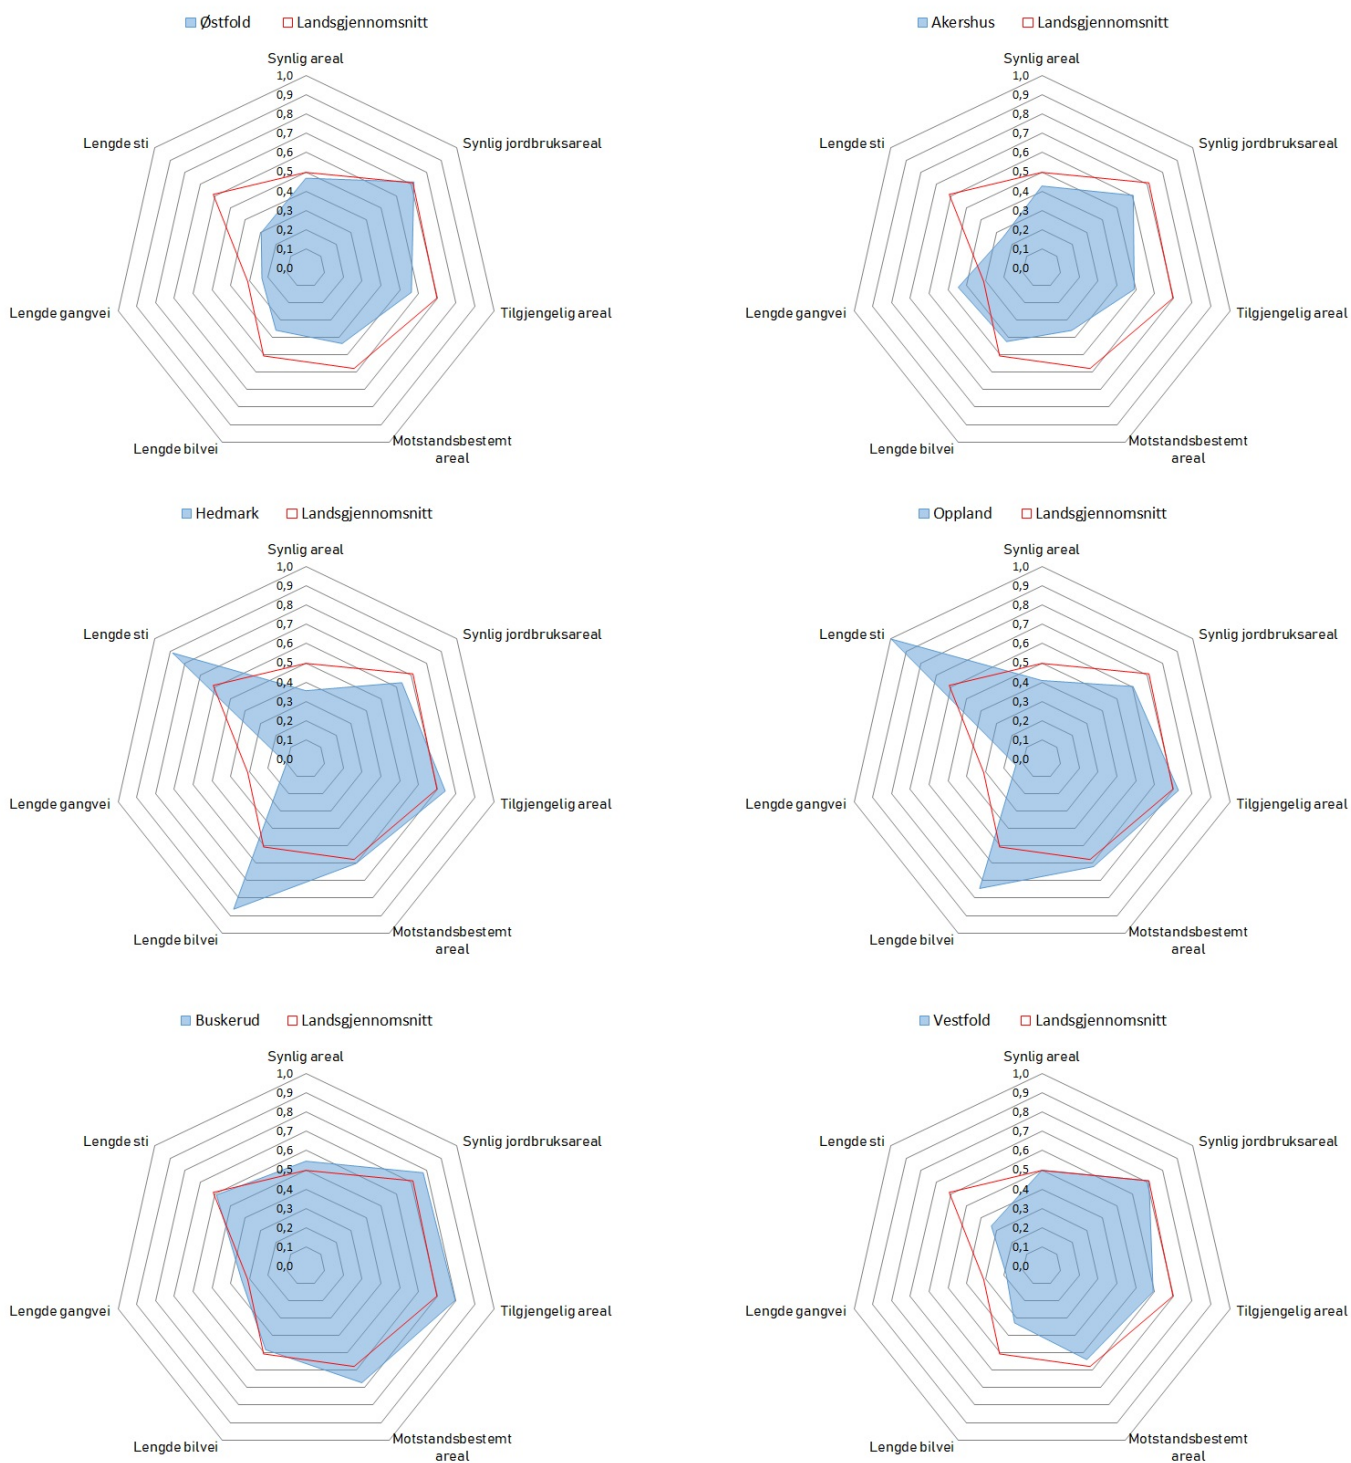 Østfold Landsgjennomsnitt
Synlig areal
1,0
0,9
0,8
0,7
0,6
0,5
0,4
0,3
0,2
0,1
0,0
Lengde sti
Synlig jordbruksareal
Lengde gangvei
Tilgjengelig areal
Lengde bilvei
Motstandsbestemt
areal
Akershus Landsgjennomsnitt
Synlig areal
1,0
0,9
0,8
0,7
0,6
0,5
0,4
0,3
0,2
0,1
0,0
Lengde sti
Synlig jordbruksareal
Lengde gangvei
Tilgjengelig areal
Lengde bilvei
Motstandsbestemt
areal
Hedmark Landsgjennomsnitt
Synlig areal
1,0
0,9
0,8
0,7
0,6
0,5
0,4
0,3
0,2
0,1
0,0
Lengde sti
Synlig jordbruksareal
Lengde gangvei
Tilgjengelig areal
Lengde bilvei
Motstandsbestemt
areal
Oppland Landsgjennomsnitt
Synlig areal
1,0
0,9
0,8
0,7
0,6
0,5
0,4
0,3
0,2
0,1
0,0
Lengde sti
Synlig jordbruksareal
Lengde gangvei
Tilgjengelig areal
Lengde bilvei
Motstandsbestemt
areal
Buskerud Landsgjennomsnitt
Synlig areal
1,0
0,9
0,8
0,7
0,6
0,5
0,4
0,3
0,2
0,1
0,0
Lengde sti
Synlig jordbruksareal
Lengde gangvei
Tilgjengelig areal
Lengde bilvei
Motstandsbestemt
areal
Vestfold Landsgjennomsnitt
Synlig areal
1,0
0,9
0,8
0,7
0,6
0,5
0,4
0,3
0,2
0,1
0,0
Lengde sti
Synlig jordbruksareal
Lengde gangvei
Tilgjengelig areal
Lengde bilvei
Motstandsbestemt
areal